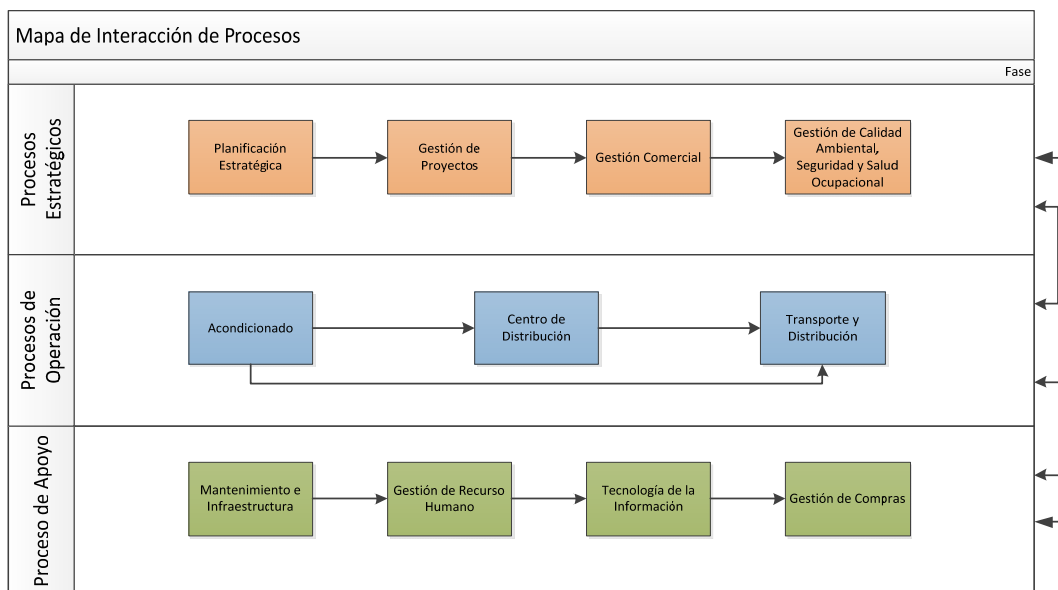 Mapa de Interacción de Procesos
Fase
Procesos
Estratégicos
Planificación
Estratégica
Gestión de
Proyectos
Gestión Comercial
Gestión de Calidad
Ambiental,
Seguridad y Salud
Ocupacional
Procesos de
Operación
Acondicionado
Centro de
Distribución
Transporte y
Distribución
Proceso de Apoyo
Mantenimiento e
Infraestructura
Gestión de Recurso
Humano
Tecnología de la
Información
Gestión de Compras